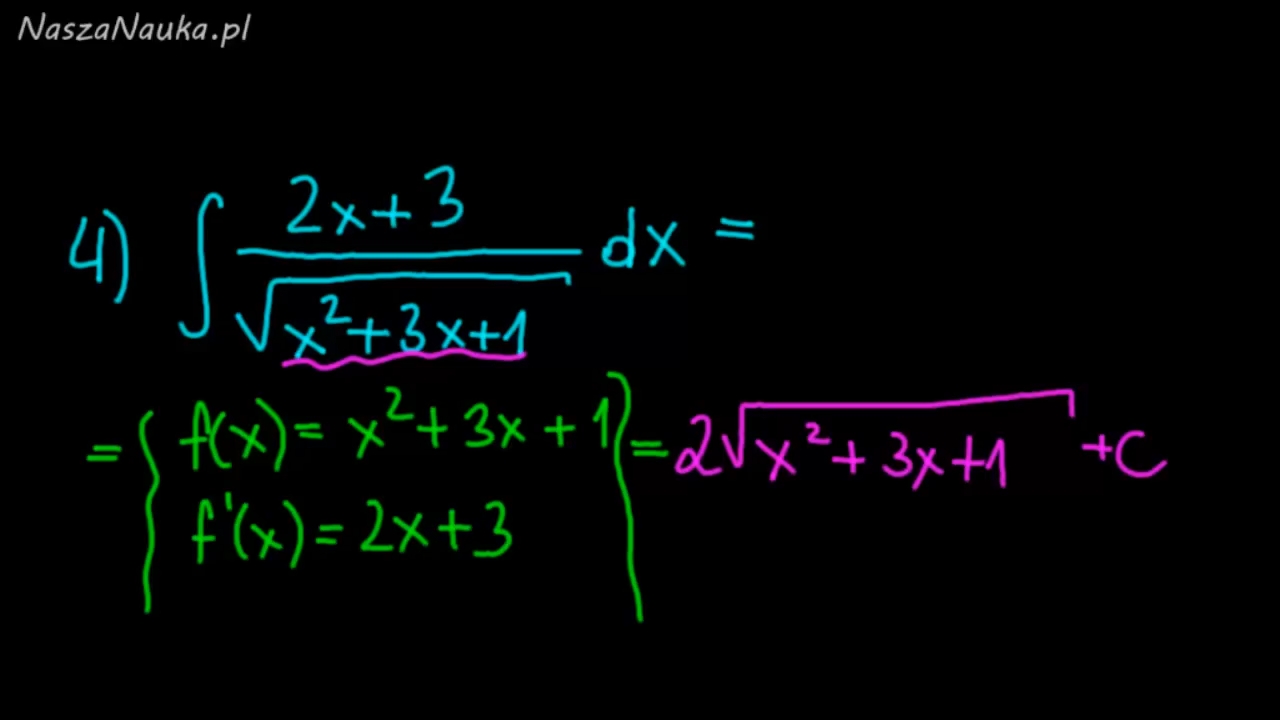 NaszaNauka.pl
4) ∫ (2x+3)/√(x²+3x+1) dx =
= { f(x) = x²+3x+1 } = 2√(x²+3x+1) + C
f'(x) = 2x+3